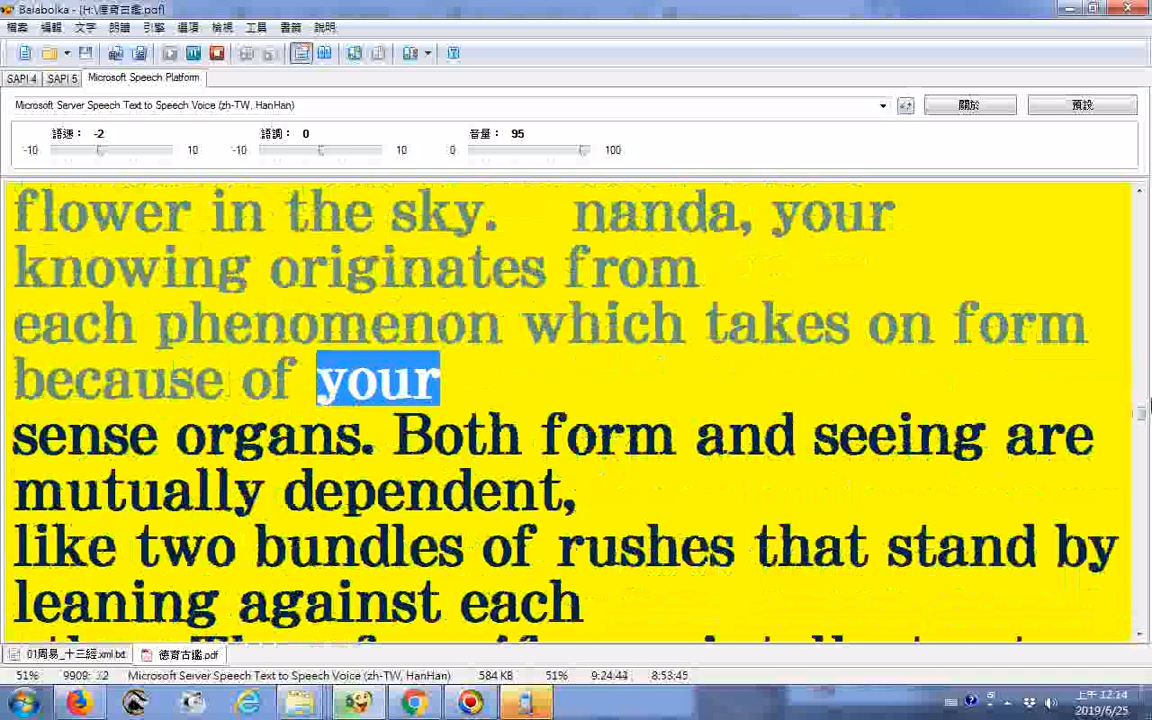 Balabolka - [H:\德育古鑑.pdf]
檔案 編輯 文字 朗讀 引擎 選項 檢視 工具 書籤 說明
SAPI 4 SAPI 5 Microsoft Speech Platform
Microsoft Server Speech Text to Speech Voice (zh-TW, HanHan) 關於 預設
語速： -2 語調： 0 音量： 95
-10 10 -10 10 0 100
flower in the sky. nanda, your
knowing originates from
each phenomenon which takes on form
because of your
sense organs. Both form and seeing are
mutually dependent,
like two bundles of rushes that stand by
leaning against each
01周易_十三經.xml.txt 德育古鑑.pdf
51% Microsoft Server Speech Text to Speech Voice (zh-TW, HanHan) 584 KB 51% 9:24:44 8:53:45
上午 12:14
2019/6/25